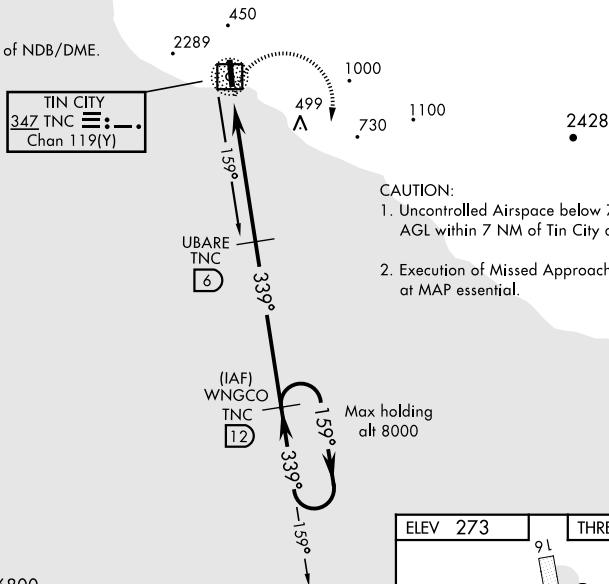 450
of NDB/DME.
2289
1000
TIN CITY
347 TNC
Chan 119(Y)
499
1100
730
2428
159°
CAUTION:
1. Uncontrolled Airspace below
AGL within 7 NM of Tin City
UBARE
TNC
6
2. Execution of Missed Approach
at MAP essential.
339°
(IAF)
WNGCO
TNC
12
159°
Max holding
alt 8000
339°
159°
ELEV 273
16